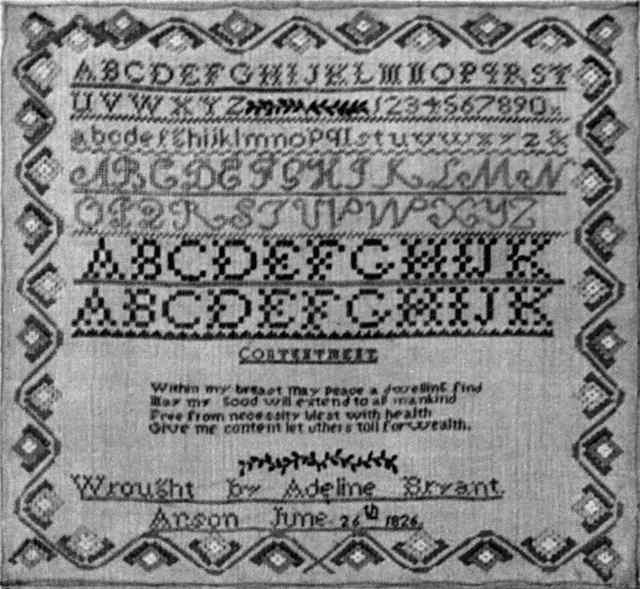 ABCDEFGHIJKLMNOPQRST
UVWXYZ 1234567890
abcdefghijklmnopqrstuvwxyz&
ABCDEFGHIJKLMN
OPQRSTUVWXYZ
ABCDEFGHIJK
ABCDEFGHIJK
CONTENTMENT
Within my breast may peace a dwelling find
May my good will extend to all mankind
Free from necessity blest with health
Give me content let others toil for wealth.
Wrought by Adeline Bryant.
Anson June 26th 1826.